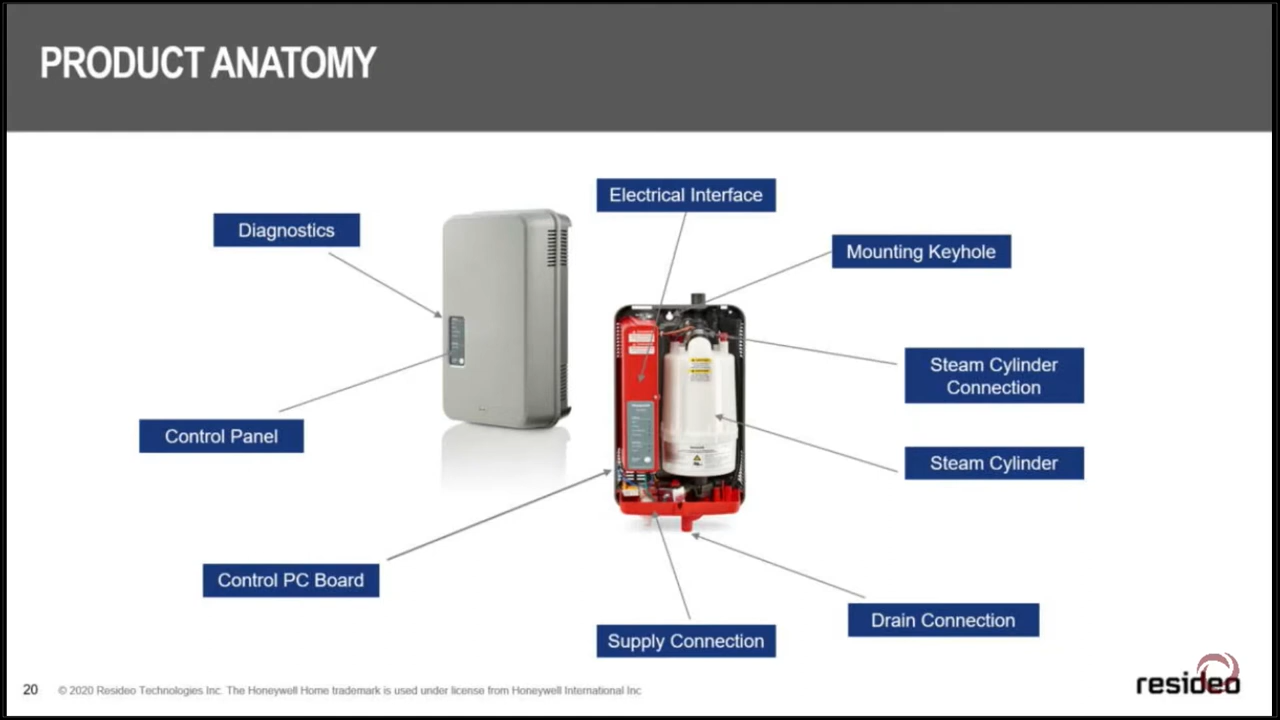 PRODUCT ANATOMY
Electrical Interface
Diagnostics
Mounting Keyhole
Steam Cylinder
Connection
Control Panel
Steam Cylinder
Control PC Board
Drain Connection
Supply Connection
20
© 2020 Resideo Technologies Inc. The Honeywell Home trademark is used under license from Honeywell International Inc
resideo